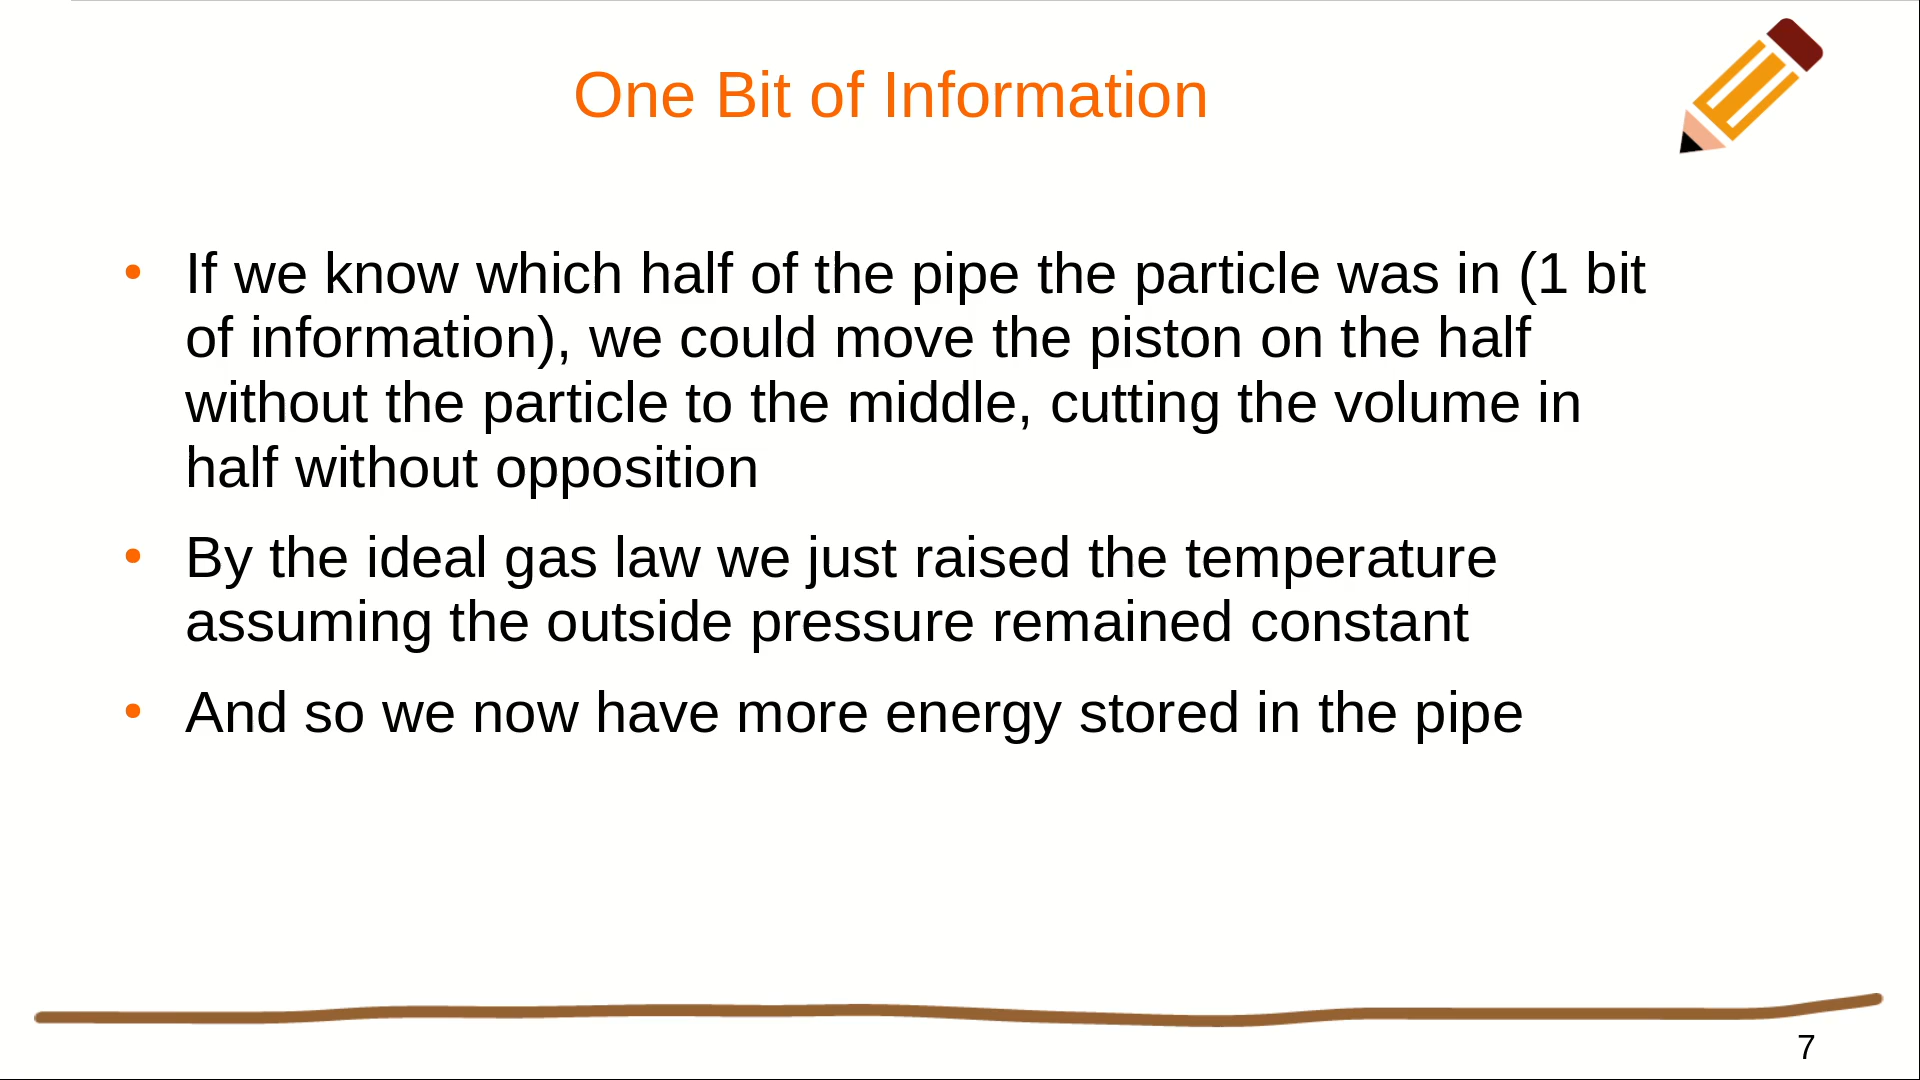 One Bit of Information
• If we know which half of the pipe the particle was in (1 bit
of information), we could move the piston on the half
without the particle to the middle, cutting the volume in
half without opposition
• By the ideal gas law we just raised the temperature
assuming the outside pressure remained constant
• And so we now have more energy stored in the pipe
7